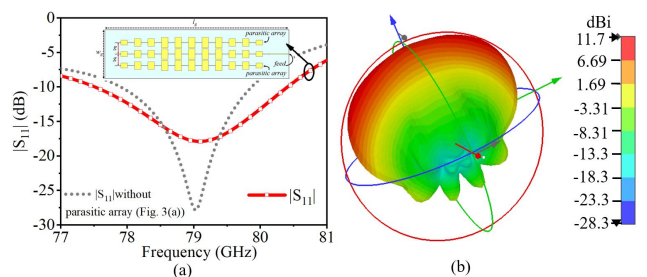 0
-5
-10
-15
-20
-25
-30
|S11| (dB)
parasitic array
feed
parasitic array
g
g
|S11|without
parasitic array (Fig. 3(a))
|S11|
77
78
79
80
81
Frequency (GHz)
(a)
dBi
11.7
6.69
1.69
-3.31
-8.31
-13.3
-18.3
-23.3
-28.3
(b)